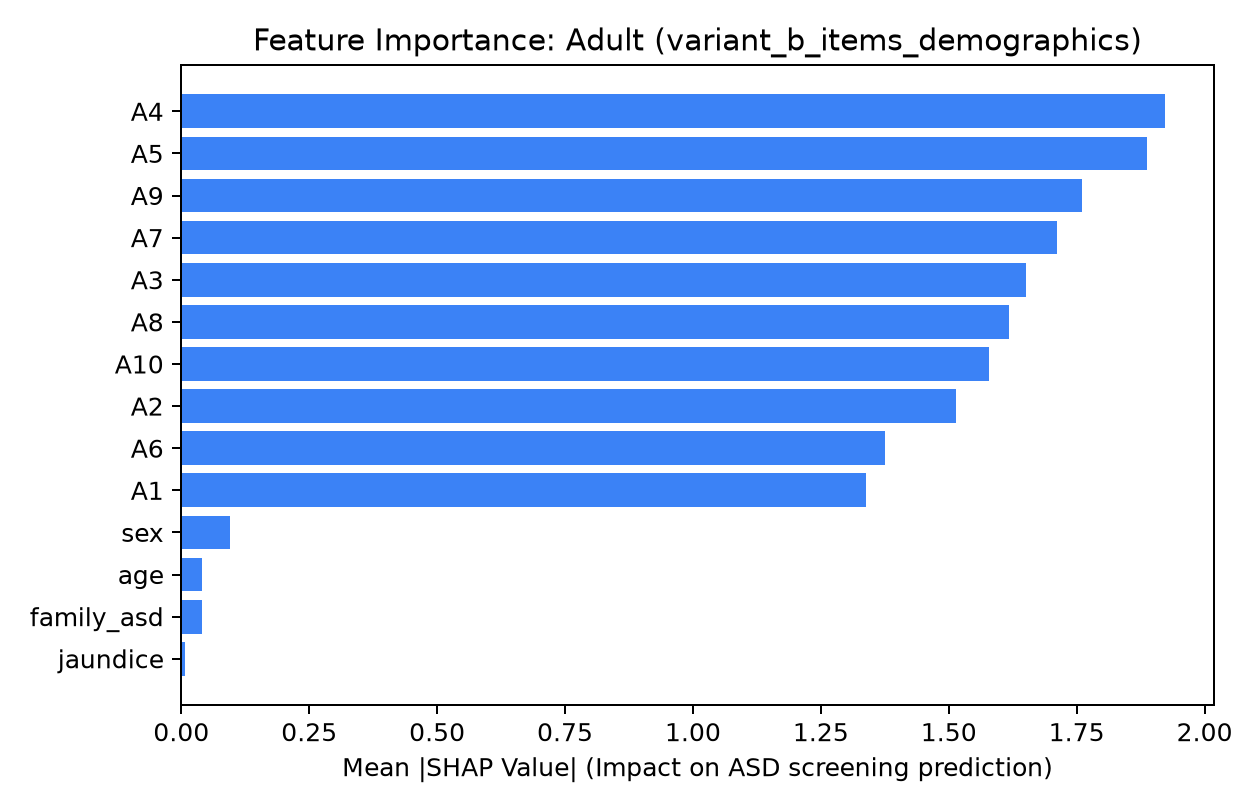 Feature Importance: Adult (variant_b_items_demographics)
A4
A5
A9
A7
A3
A8
A10
A2
A6
A1
sex
age
family_asd
jaundice
0.00 0.25 0.50 0.75 1.00 1.25 1.50 1.75 2.00
Mean |SHAP Value| (Impact on ASD screening prediction)